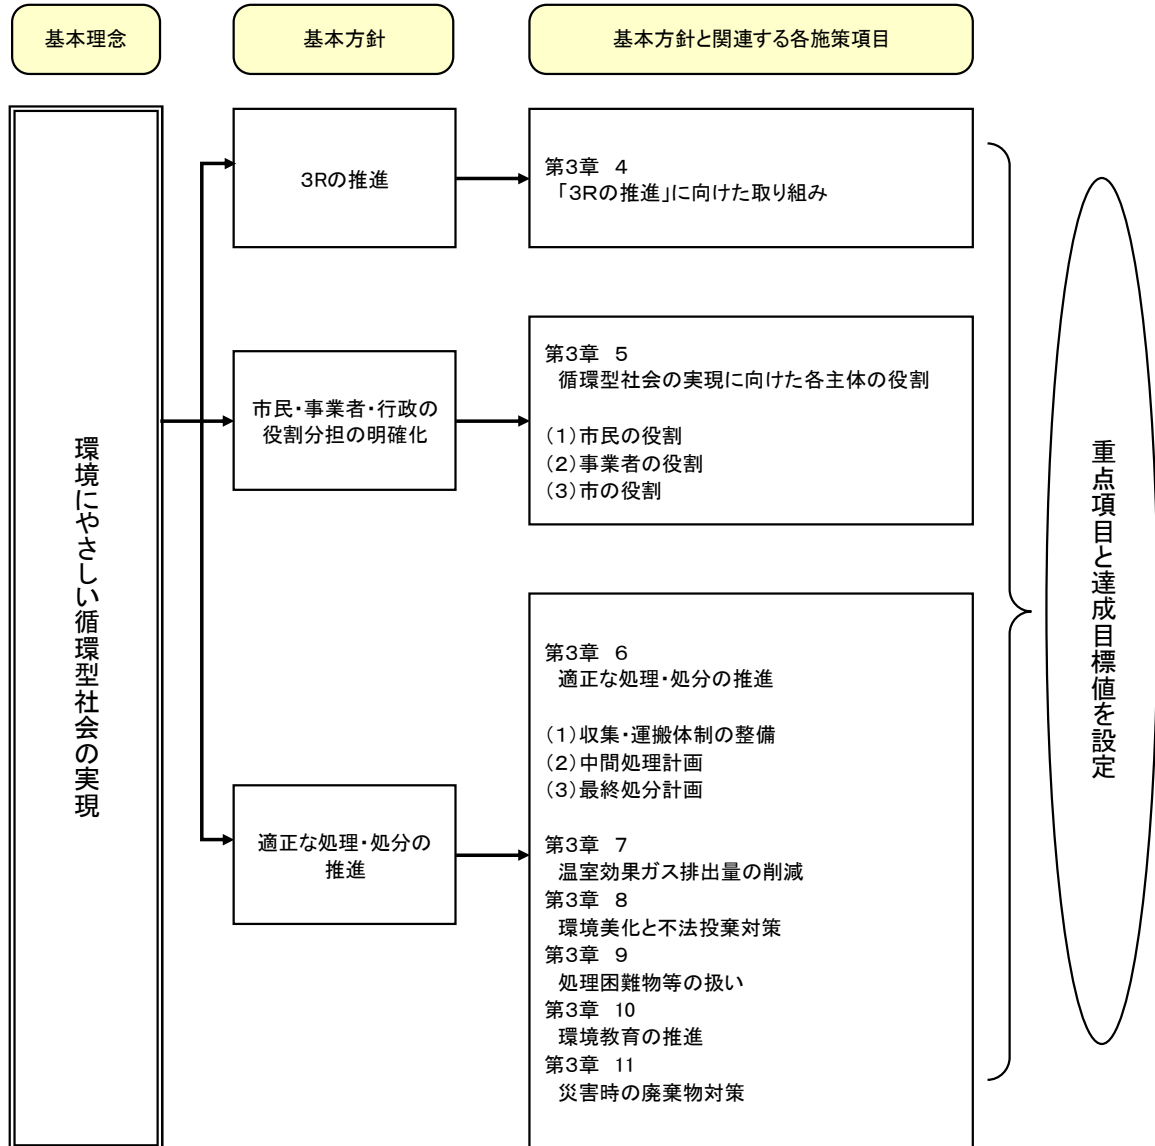 基本理念
基本方針
基本方針と関連する各施策項目
環境にやさしい循環型社会の実現
3Rの推進
第3章 4
「3Rの推進」に向けた取り組み
市民・事業者・行政の
役割分担の明確化
第3章 5
循環型社会の実現に向けた各主体の役割
(1)市民の役割
(2)事業者の役割
(3)市の役割
適正な処理・処分の
推進
第3章 6
適正な処理・処分の推進
(1)収集・運搬体制の整備
(2)中間処理計画
(3)最終処分計画
第3章 7
温室効果ガス排出量の削減
第3章 8
環境美化と不法投棄対策
第3章 9
処理困難物等の扱い
第3章 10
環境教育の推進
第3章 11
災害時の廃棄物対策
重点項目と達成目標値を設定